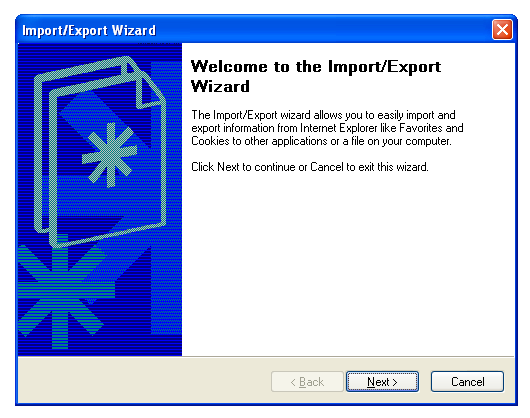 Import/Export Wizard
Welcome to the Import/Export
Wizard
The Import/Export wizard allows you to easily import and
export information from Internet Explorer like Favorites and
Cookies to other applications or a file on your computer.
Click Next to continue or Cancel to exit this wizard.
< Back
Next >
Cancel